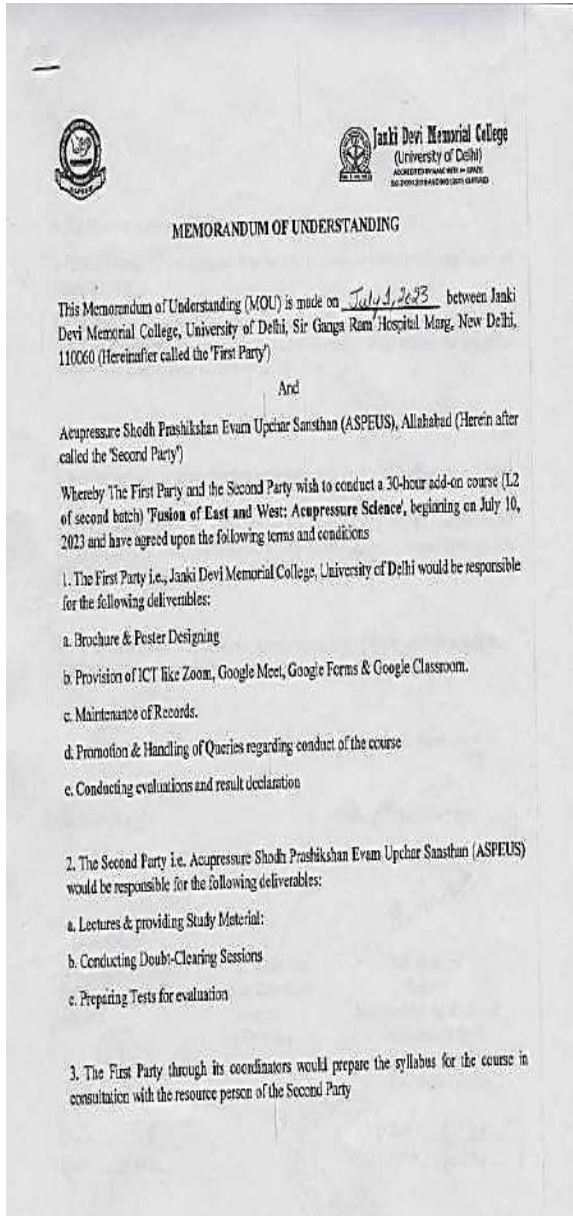 Janki Devi Memorial College
(University of Delhi)
MEMORANDUM OF UNDERSTANDING
This Memorandum of Understanding (MOU) is made on July 1, 2023 between Janki
Devi Memorial College, University of Delhi, Sir Ganga Ram Hospital Marg, New Delhi,
110060 (Hereinafter called the 'First Party')
And
Acupressure Shodh Prashikshan Evam Upchar Sansthan (ASPEUS), Allahabad (Herein after
called the 'Second Party')
Whereby The First Party and the Second Party wish to conduct a 30-hour add-on course (L2
of second batch) 'Fusion of East and West: Acupressure Science', beginning on July 10,
2023 and have agreed upon the following terms and conditions
1. The First Party i.e., Janki Devi Memorial College, University of Delhi would be responsible
for the following deliverables:
a. Brochure & Poster Designing
b. Provision of ICT like Zoom, Google Meet, Google Forms & Google Classroom.
c. Maintenance of Records.
d. Promotion & Handling of Queries regarding conduct of the course
e. Conducting evaluations and result declaration
2. The Second Party i.e. Acupressure Shodh Prashikshan Evam Upchar Sansthan (ASPEUS)
would be responsible for the following deliverables:
a. Lectures & providing Study Material:
b. Conducting Doubt-Clearing Sessions
c. Preparing Tests for evaluation
3. The First Party through its coordinators would prepare the syllabus for the course in
consultation with the resource person of the Second Party